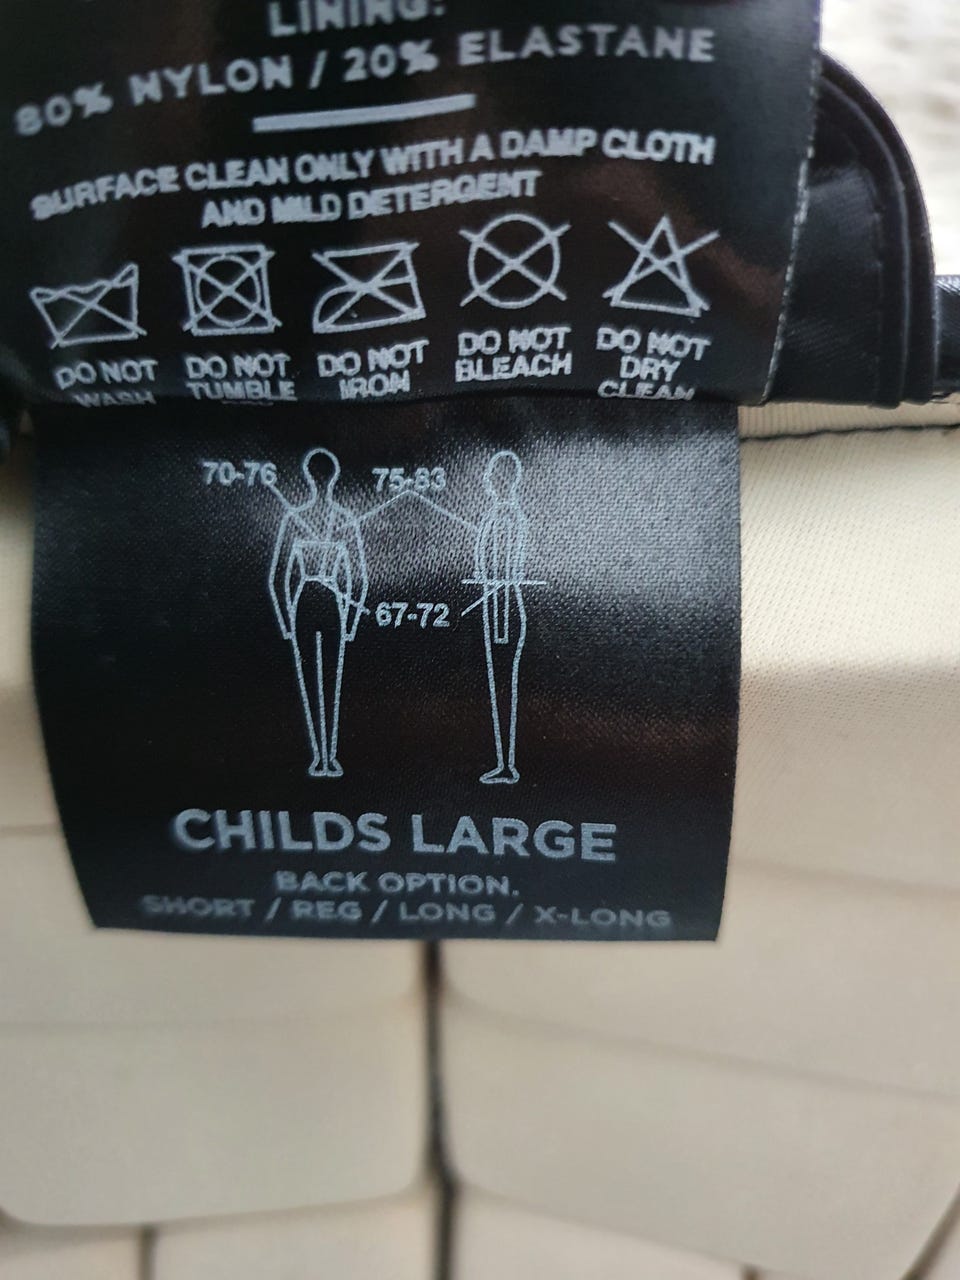 LINING:
80% NYLON / 20% ELASTANE
SURFACE CLEAN ONLY WITH A DAMP CLOTH
AND MILD DETERGENT
DO NOT WASH
DO NOT TUMBLE
DO NOT IRON
DO NOT BLEACH
DO NOT DRY CLEAN
70-76
75-83
67-72
CHILDS LARGE
BACK OPTION.
SHORT / REG / LONG / X-LONG